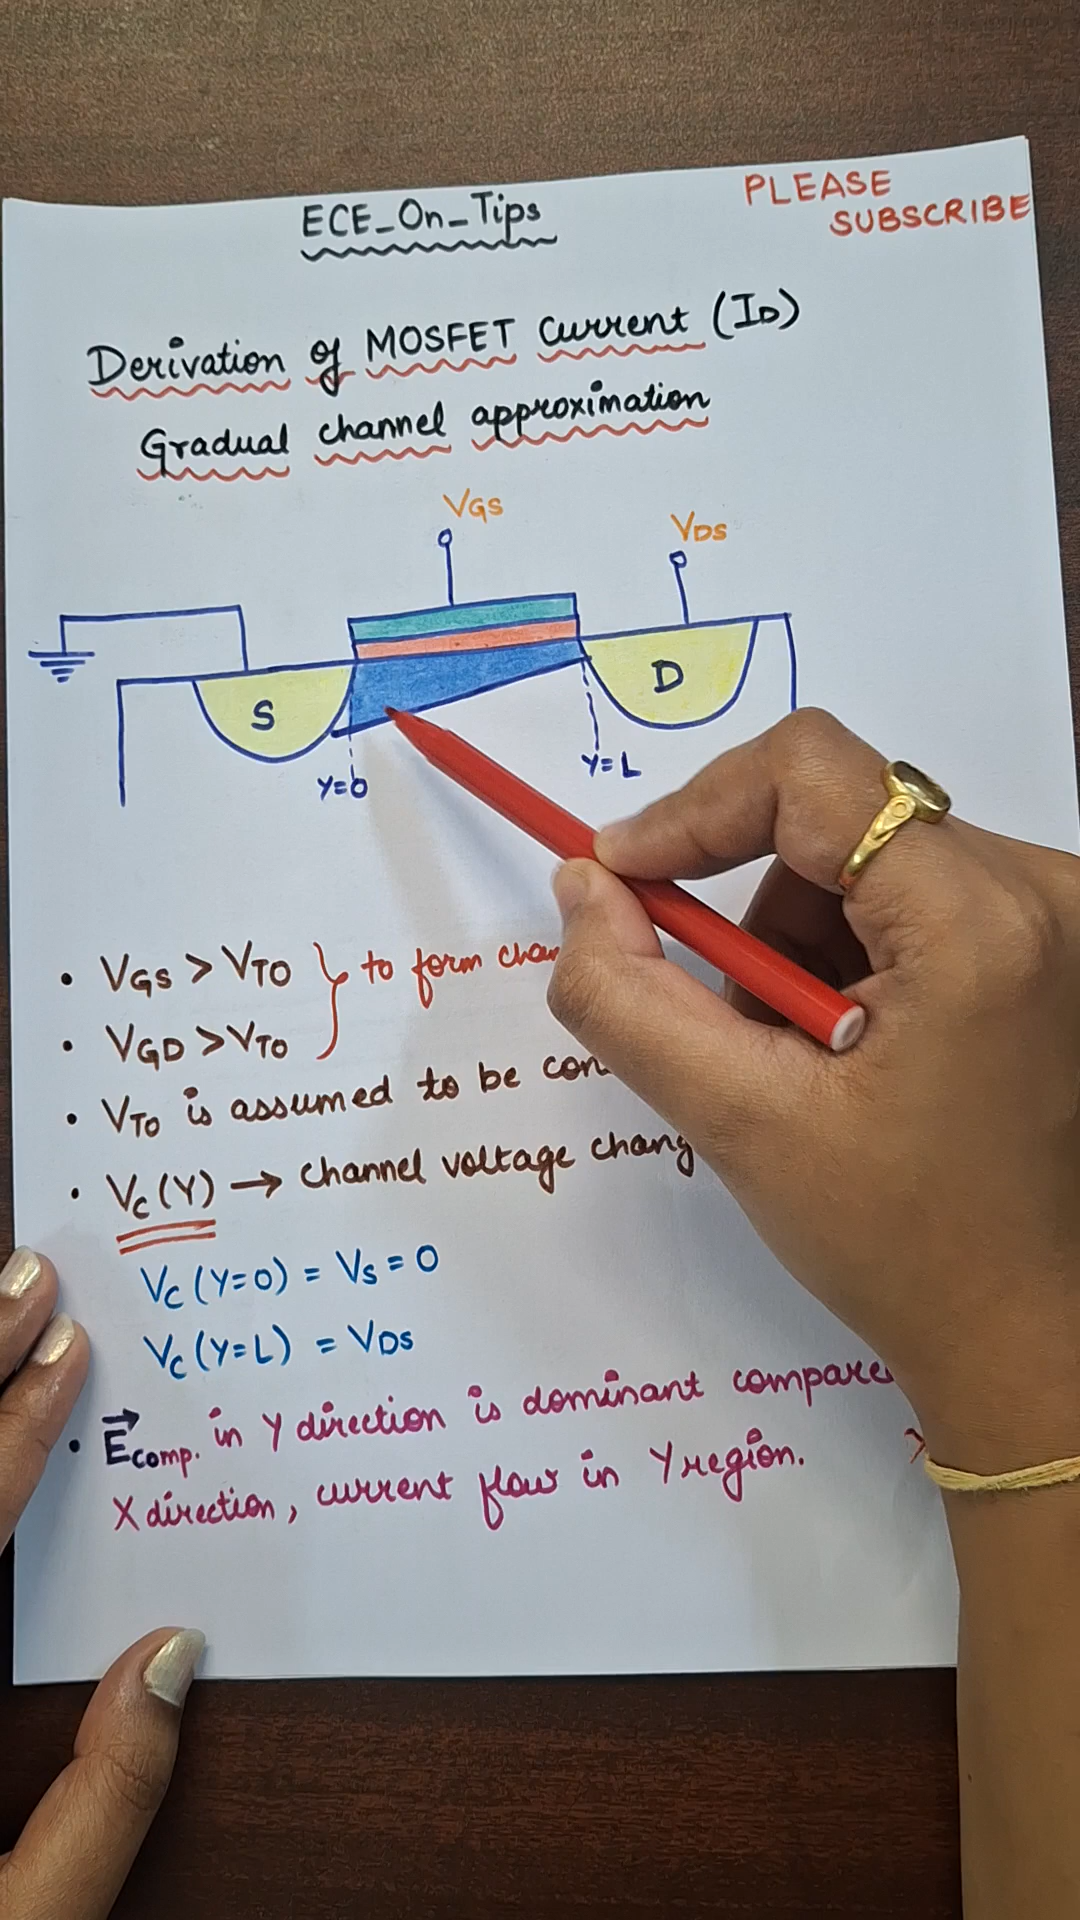 ECE_On_Tips
PLEASE
SUBSCRIBE
Derivation of MOSFET Current (ID)
Gradual channel approximation
VGS
VDS
S
D
Y=0
Y=L
• VGS > VTO } to form
• VGD > VTO
• VTO is assumed to be
• Vc(Y) → channel voltage
Vc(Y=0) = Vs = 0
Vc(Y=L) = VDS
• E⃗comp. in Y direction is dominant
X direction, current flow in Y region.